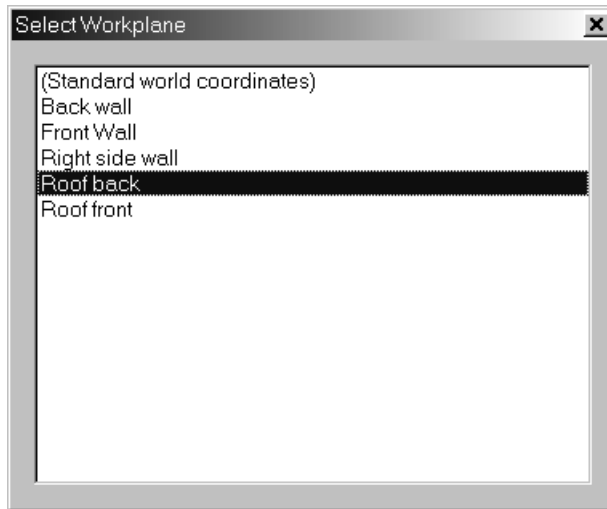 Select Workplane
(Standard world coordinates)
Back wall
Front Wall
Right side wall
Roof back
Roof front